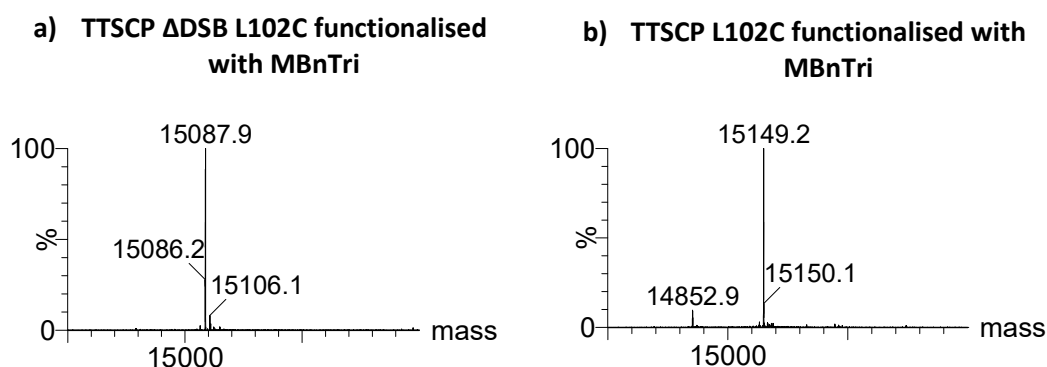 a) TTSCP ΔDSB L102C functionalised
with MBnTri
15087.9
100
%
15086.2
15106.1
0
mass
15000
b) TTSCP L102C functionalised with
MBnTri
15149.2
100
%
15150.1
14852.9
0
mass
15000